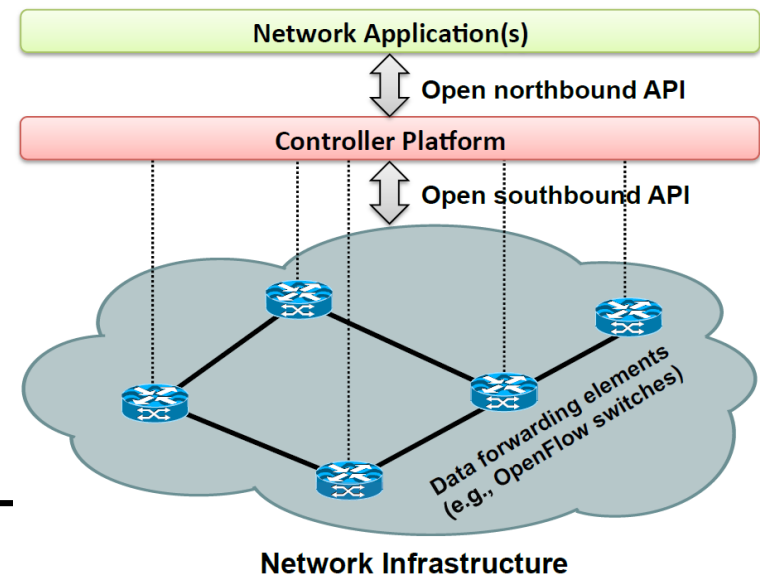 Network Application(s)
Open northbound API
Controller Platform
Open southbound API
Data forwarding elements
(e.g., OpenFlow switches)
Network Infrastructure